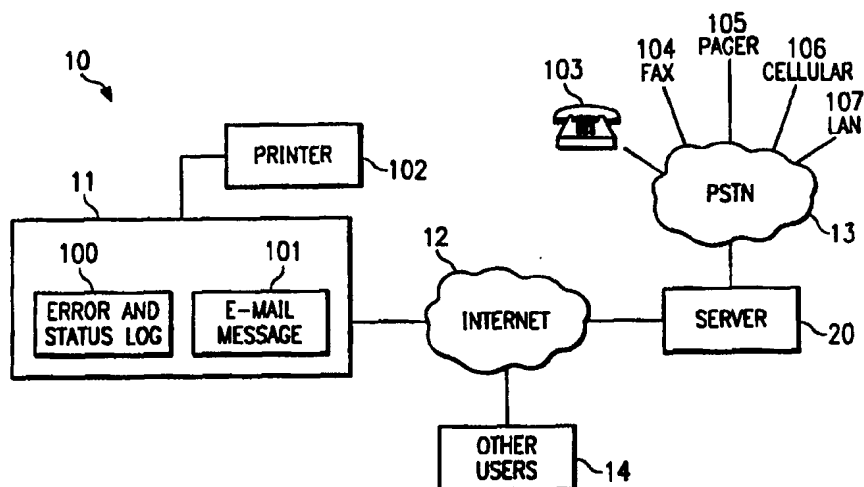 10
103
104
FAX
105
PAGER
106
CELLULAR
107
LAN
PRINTER
102
PSTN
13
11
100
ERROR AND
STATUS LOG
101
E-MAIL
MESSAGE
12
INTERNET
SERVER
20
OTHER
USERS
14